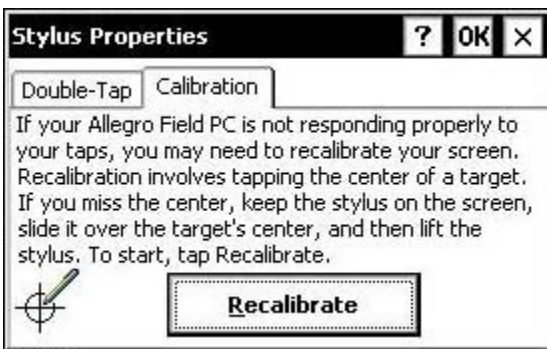 Stylus Properties ? OK ×
Double-Tap Calibration
If your Allegro Field PC is not responding properly to
your taps, you may need to recalibrate your screen.
Recalibration involves tapping the center of a target.
If you miss the center, keep the stylus on the screen,
slide it over the target's center, and then lift the
stylus. To start, tap Recalibrate.
Recalibrate